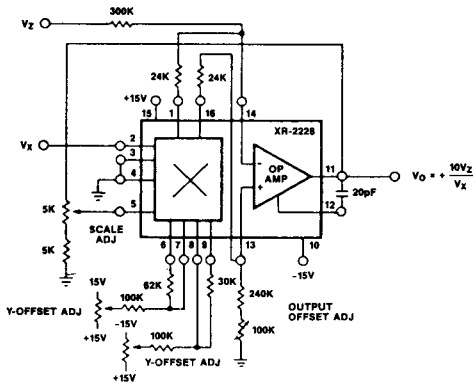 VZ
300K
24K
24K
+15V
15
1
16
14
XR-2228
VX
2
3
4
OP
AMP
-
+
11
20pF
12
VO = + 10VZ
VX
5K
5
SCALE
ADJ
5K
6
7
8
9
13
10
-15V
62K
30K
240K
15V
100K
Y-OFFSET ADJ
+15V
-15V
100K
Y-OFFSET ADJ
+15V
OUTPUT
OFFSET ADJ
100K